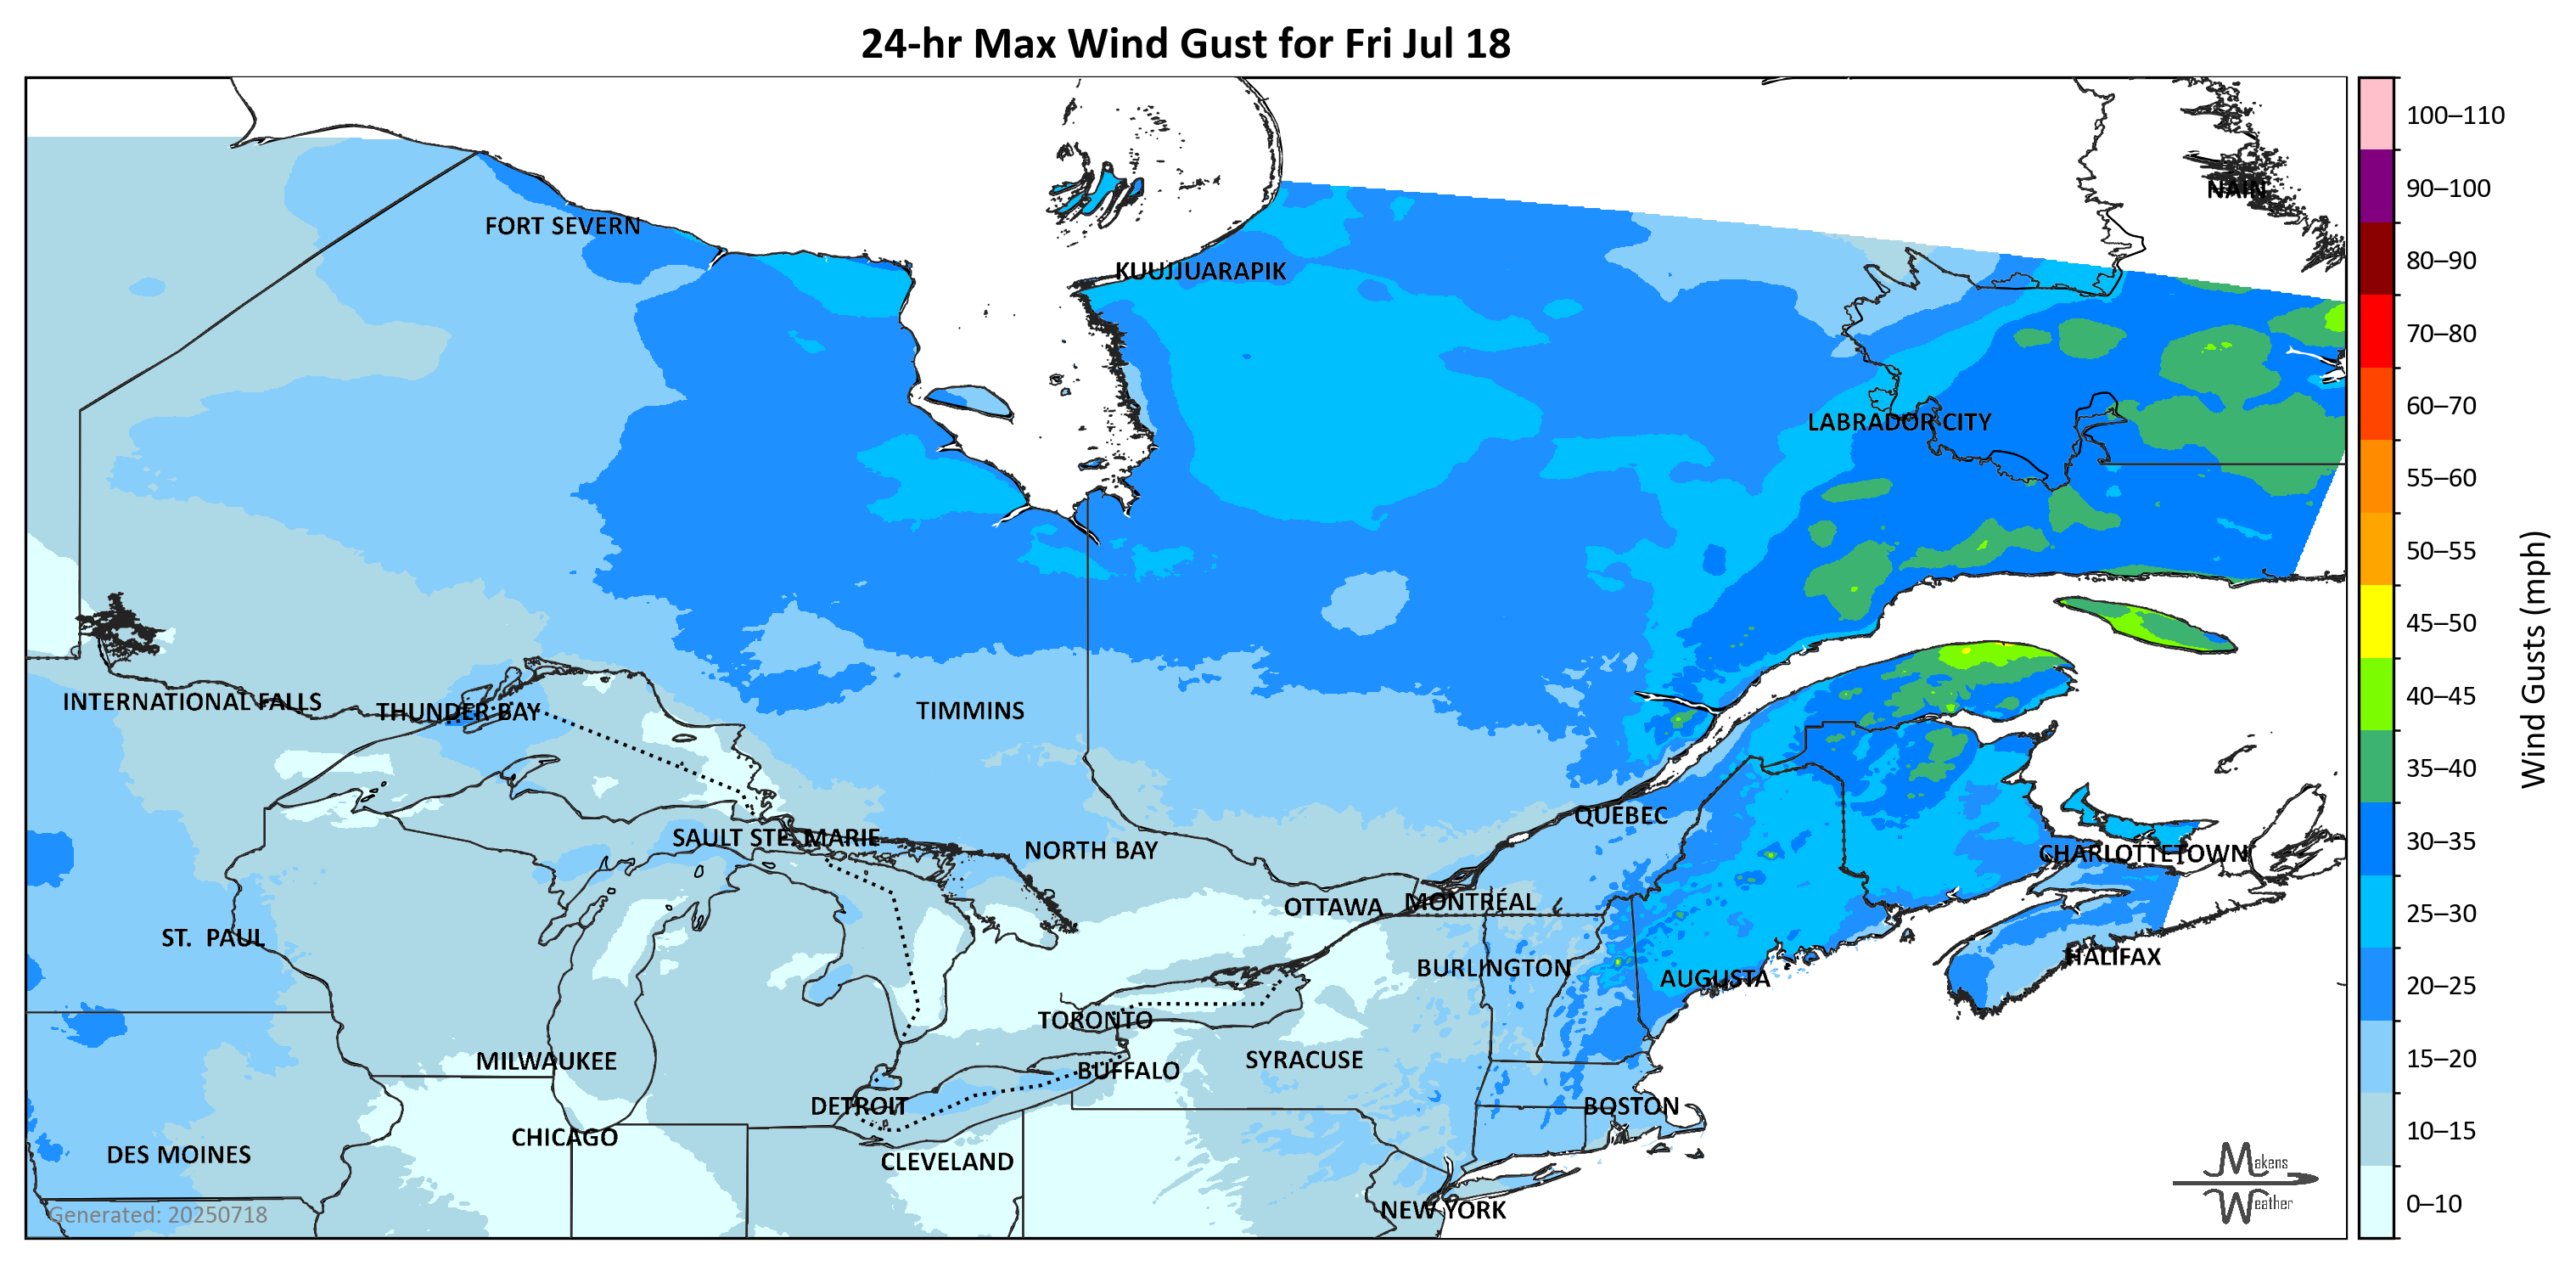 24-hr Max Wind Gust for Fri Jul 18
100–110
90–100
NAIN
FORT SEVERN
80–90
KUUJJUARAPIK
70–80
60–70
LABRADOR CITY
55–60
50–55
45–50
Wind Gusts (mph)
40–45
INTERNATIONAL FALLS
THUNDER BAY
TIMMINS
35–40
QUEBEC
30–35
SAULT STE. MARIE
NORTH BAY
CHARLOTTETOWN
OTTAWA
MONTRÉAL
25–30
ST. PAUL
HALIFAX
BURLINGTON
AUGUSTA
20–25
TORONTO
MILWAUKEE
SYRACUSE
15–20
BUFFALO
DETROIT
BOSTON
10–15
CHICAGO
DES MOINES
CLEVELAND
Makens
Weather
0–10
NEW YORK
Generated: 20250718